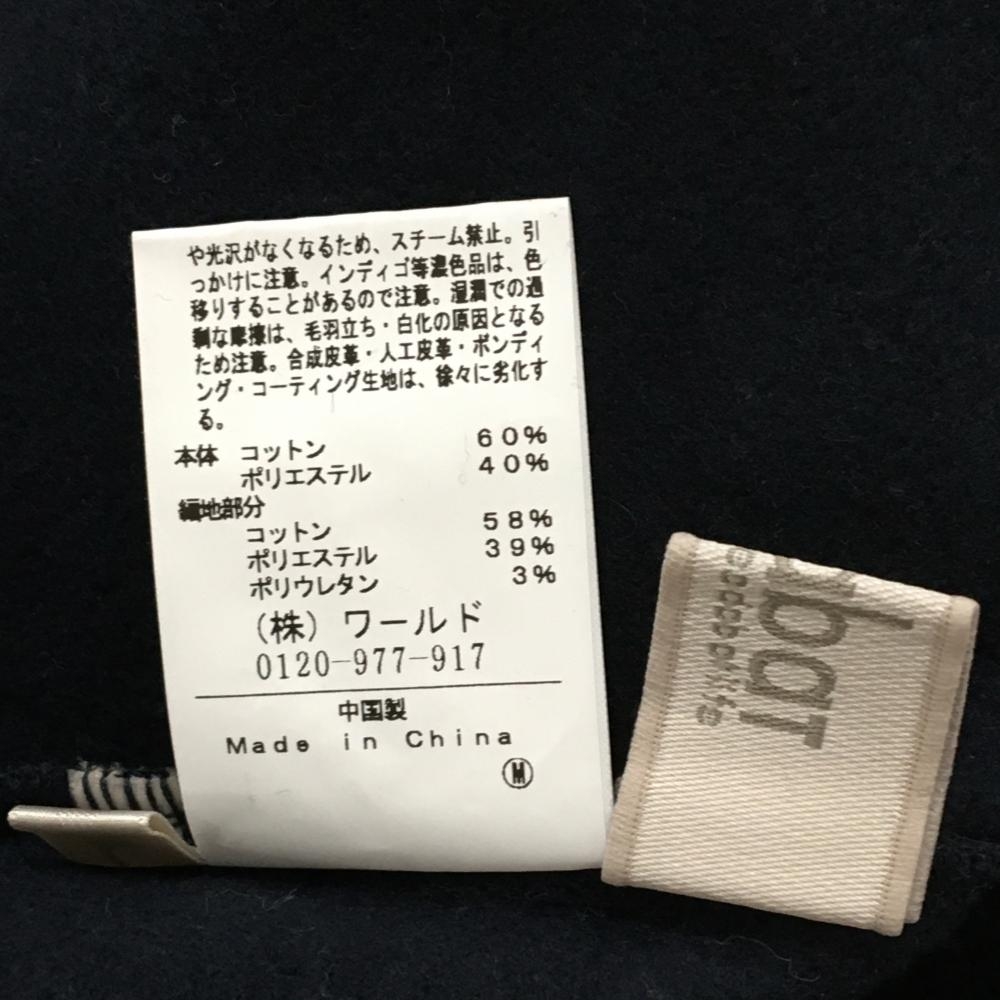 や光沢がなくなるため、スチーム禁止。引
っかけに注意。インディゴ等濃色品は、色
移りすることがあるので注意。湿潤での過
剰な摩擦は、毛羽立ち・白化の原因となる
ため注意。合成皮革・人工皮革・ボンディ
ング・コーティング生地は、徐々に劣化す
る。
本体 コットン 60%
ポリエステル 40%
編地部分
コットン 58%
ポリエステル 39%
ポリウレタン 3%
(株)ワールド
0120-977-917
中国製
Made in China
M